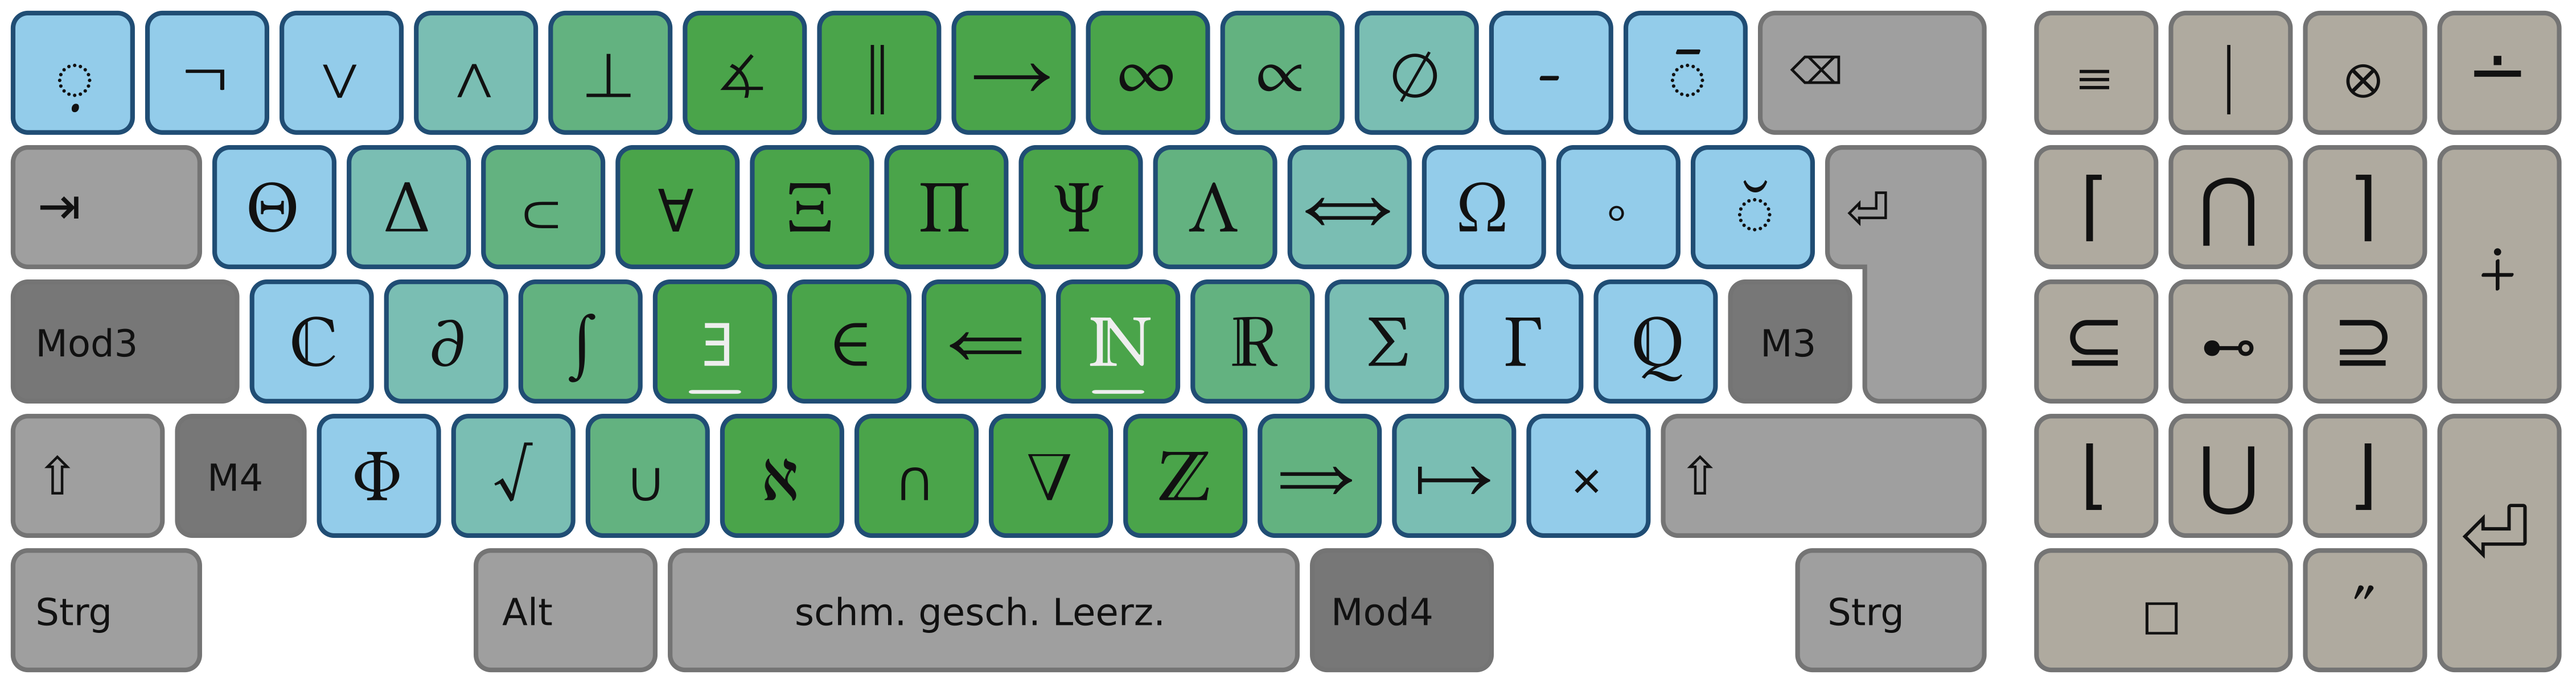 ◌̣ ¬ ∨ ∧ ⊥ ∡ ∥ → ∞ ∝ ∅ - ◌̄ ⌫ ≡ | ⊗ ∸
⇥ Θ Δ ⊂ ∀ Ξ Π Ψ Λ ⇔ Ω ∘ ◌̆ ⏎ ⌈ ⋂ ⌉ ∔
Mod3 ℂ ∂ ∫ ∃ ∈ ⇐ ℕ ℝ Σ Γ ℚ M3 ⊆ ⊷ ⊇
⇧ M4 Φ √ ∪ ℵ ∩ ∇ ℤ ⇒ ↦ × ⇧ ⌊ ⋃ ⌋ ⏎
Strg Alt schm. gesch. Leerz. Mod4 Strg □ ″